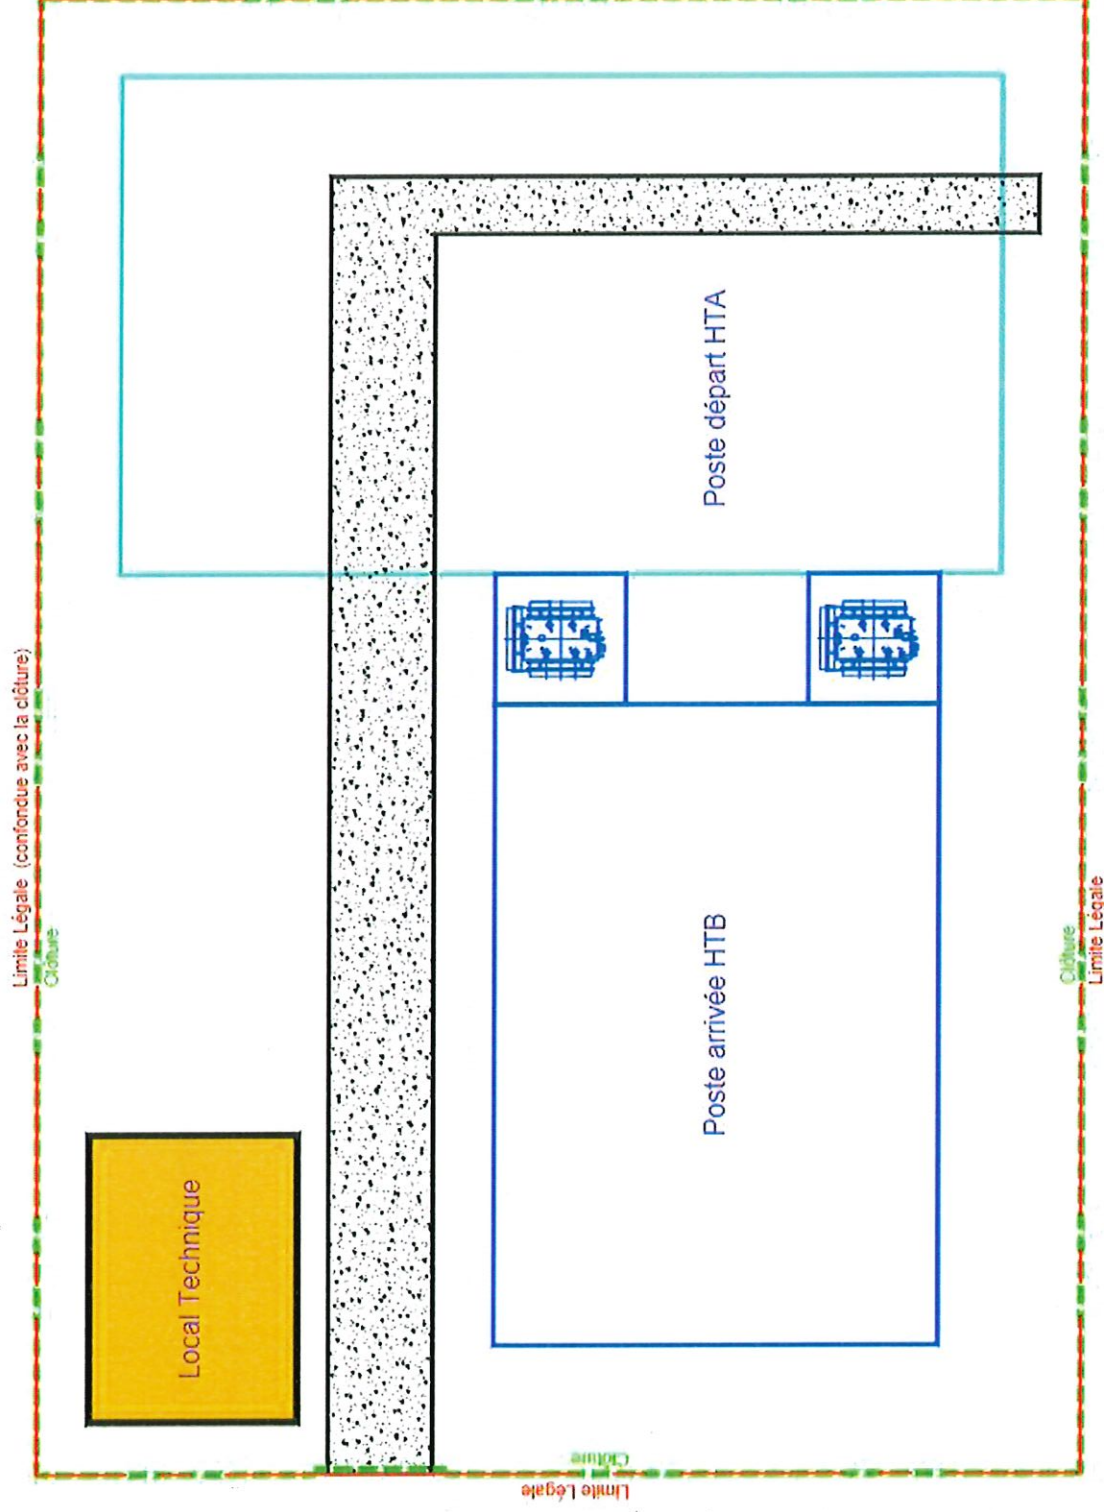 Limite Légale (confondue avec la clôture)
Clôture
Poste départ HTA
Poste arrivée HTB
Local Technique
Clôture
Limite Légale
Clôture
Limite Légale